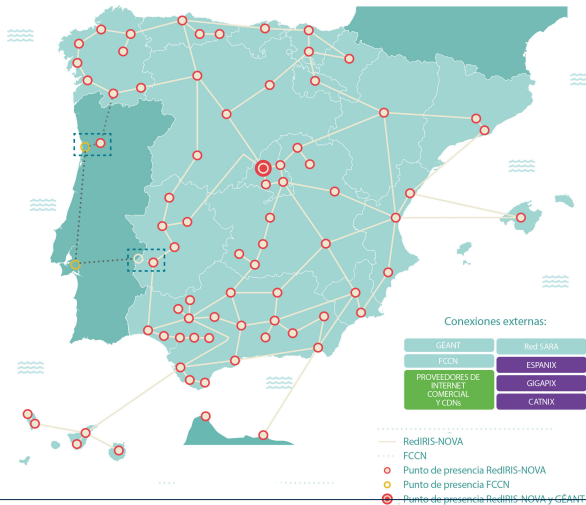 Conexiones externas:
GÉANT
Red SARA
FCCN
ESPANIX
PROVEEDORES DE
INTERNET
COMERCIAL
Y CDNs
GIGAPIX
CATNIX
RedIRIS-NOVA
FCCN
Punto de presencia RedIRIS-NOVA
Punto de presencia FCCN
Punto de presencia RedIRIS-NOVA y GÉANT